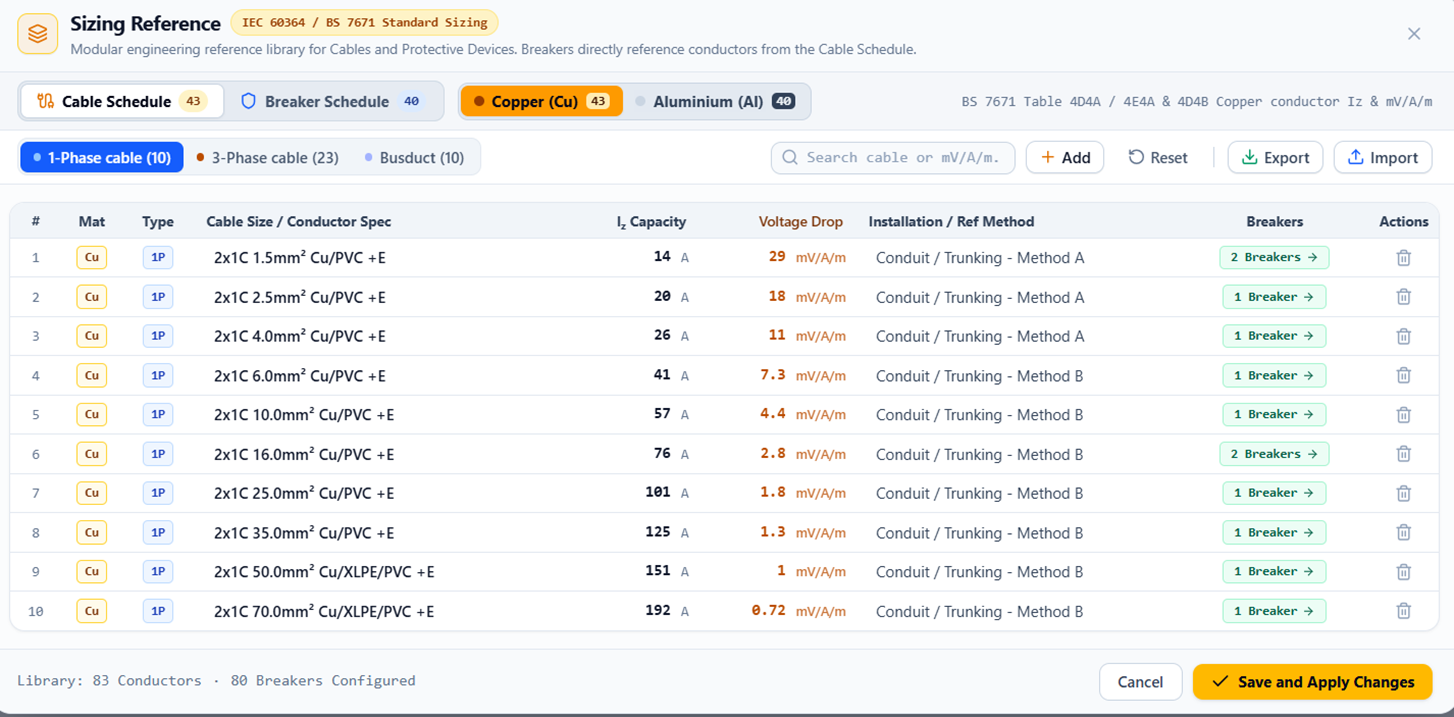 Sizing Reference IEC 60364 / BS 7671 Standard Sizing
Modular engineering reference library for Cables and Protective Devices. Breakers directly reference conductors from the Cable Schedule.
Cable Schedule 43 Breaker Schedule 40 Copper (Cu) 43 Aluminium (Al) 40 BS 7671 Table 4D4A / 4E4A & 4D4B Copper conductor Iz & mV/A/m
1-Phase cable (10) 3-Phase cable (23) Busduct (10) Search cable or mV/A/m. + Add Reset Export Import
# Mat Type Cable Size / Conductor Spec Iz Capacity Voltage Drop Installation / Ref Method Breakers Actions
1 Cu 1P 2x1C 1.5mm² Cu/PVC +E 14 A 29 mV/A/m Conduit / Trunking - Method A 2 Breakers →
2 Cu 1P 2x1C 2.5mm² Cu/PVC +E 20 A 18 mV/A/m Conduit / Trunking - Method A 1 Breaker →
3 Cu 1P 2x1C 4.0mm² Cu/PVC +E 26 A 11 mV/A/m Conduit / Trunking - Method A 1 Breaker →
4 Cu 1P 2x1C 6.0mm² Cu/PVC +E 41 A 7.3 mV/A/m Conduit / Trunking - Method B 1 Breaker →
5 Cu 1P 2x1C 10.0mm² Cu/PVC +E 57 A 4.4 mV/A/m Conduit / Trunking - Method B 1 Breaker →
6 Cu 1P 2x1C 16.0mm² Cu/PVC +E 76 A 2.8 mV/A/m Conduit / Trunking - Method B 2 Breakers →
7 Cu 1P 2x1C 25.0mm² Cu/PVC +E 101 A 1.8 mV/A/m Conduit / Trunking - Method B 1 Breaker →
8 Cu 1P 2x1C 35.0mm² Cu/PVC +E 125 A 1.3 mV/A/m Conduit / Trunking - Method B 1 Breaker →
9 Cu 1P 2x1C 50.0mm² Cu/XLPE/PVC +E 151 A 1 mV/A/m Conduit / Trunking - Method B 1 Breaker →
10 Cu 1P 2x1C 70.0mm² Cu/XLPE/PVC +E 192 A 0.72 mV/A/m Conduit / Trunking - Method B 1 Breaker →
Library: 83 Conductors · 80 Breakers Configured Cancel Save and Apply Changes